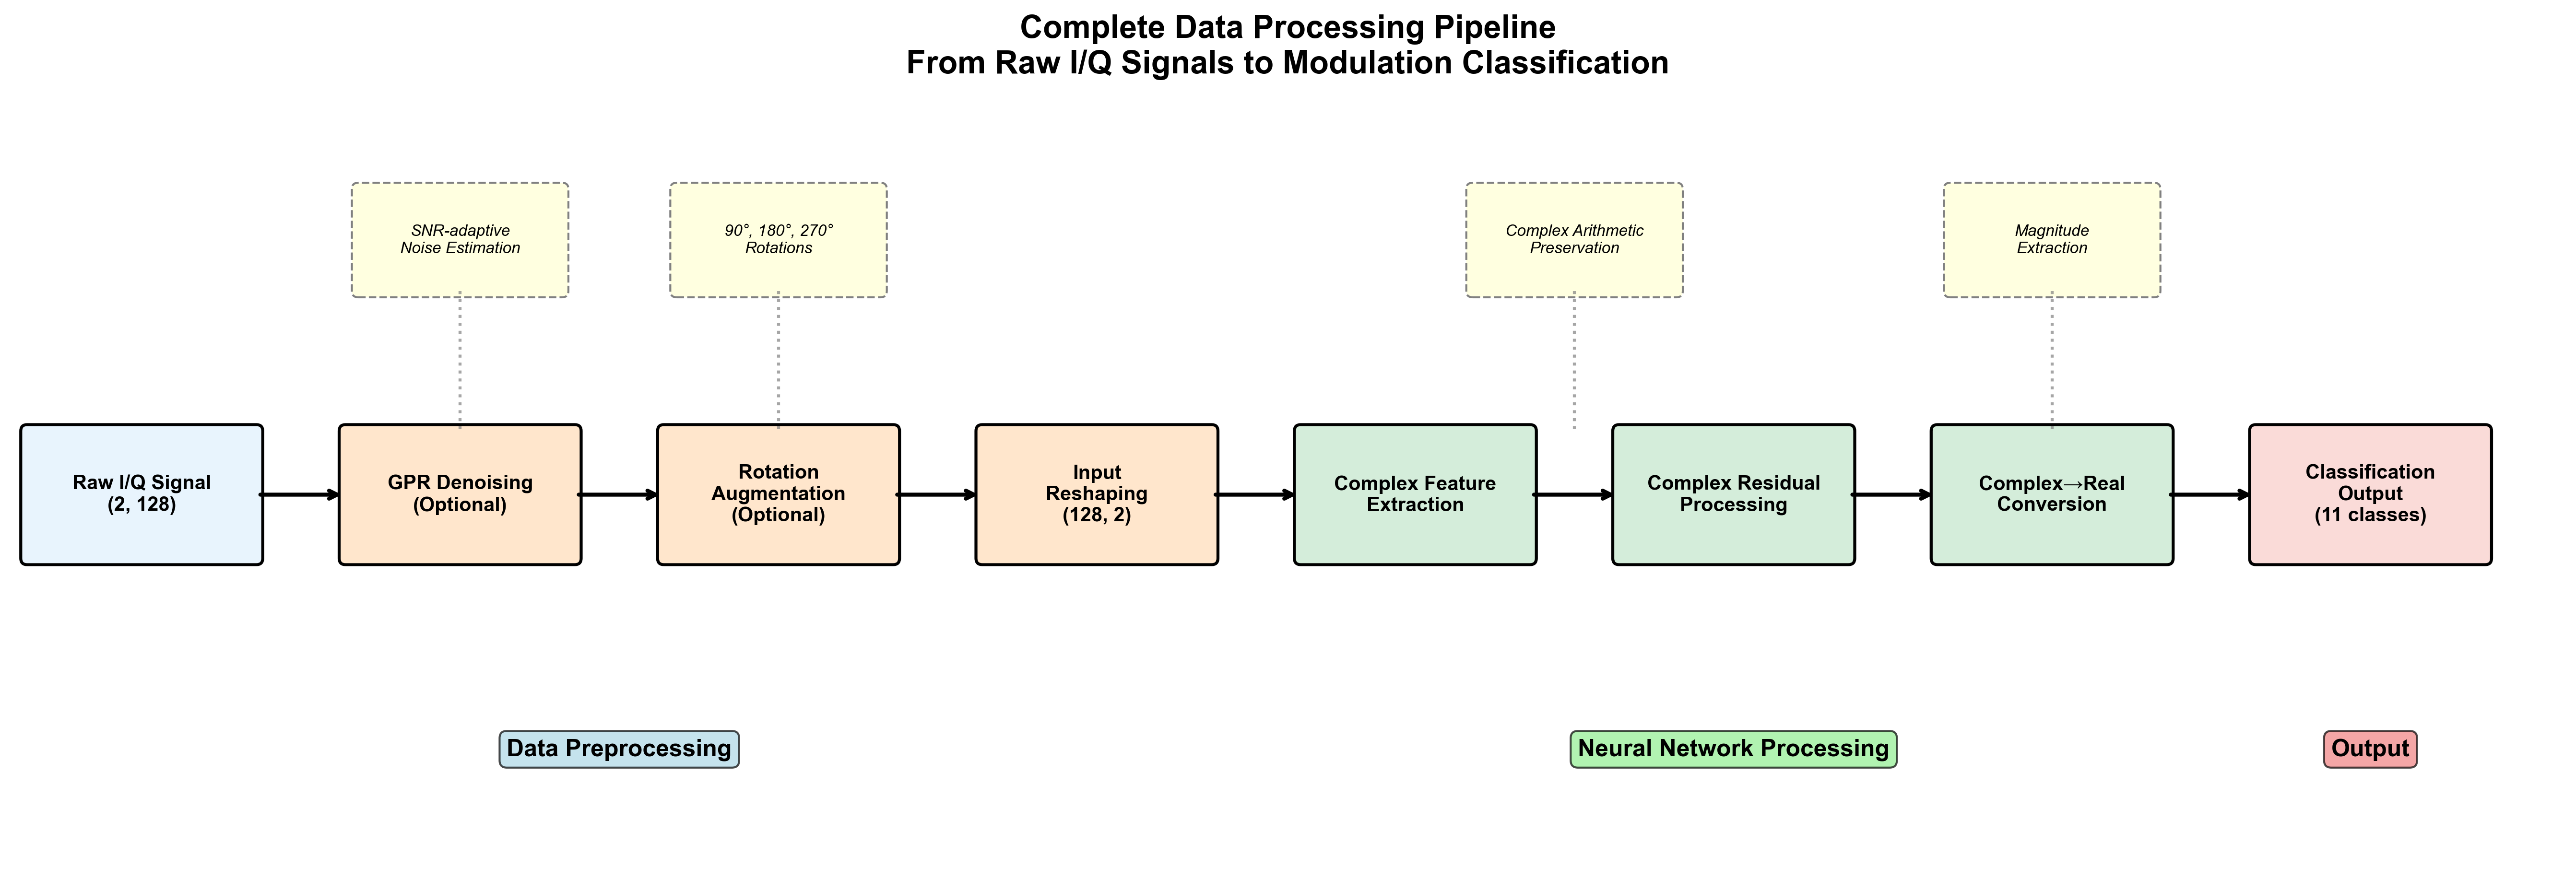 Complete Data Processing Pipeline
From Raw I/Q Signals to Modulation Classification
SNR-adaptive
Noise Estimation
90°, 180°, 270°
Rotations
Complex Arithmetic
Preservation
Magnitude
Extraction
Raw I/Q Signal
(2, 128)
GPR Denoising
(Optional)
Rotation
Augmentation
(Optional)
Input
Reshaping
(128, 2)
Complex Feature
Extraction
Complex Residual
Processing
Complex→Real
Conversion
Classification
Output
(11 classes)
Data Preprocessing
Neural Network Processing
Output